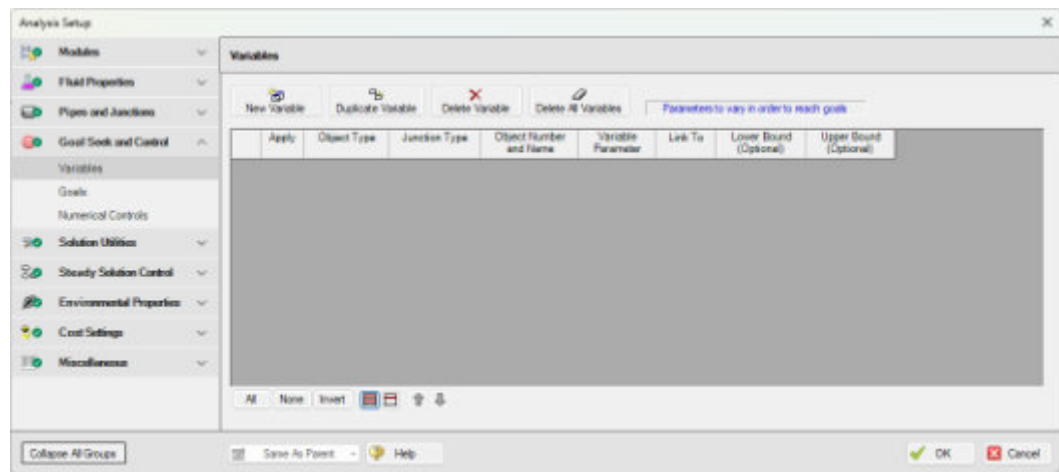 Analysis Setup
Modules
Fluid Properties
Pipes and Junctions
Goal Seek and Control
Variables
Goals
Numerical Controls
Solution Utilities
Steady Solution Control
Environmental Properties
Cost Settings
Miscellaneous
Collapse All Groups
Variables
New Variable Duplicate Variable Delete Variable Delete All Variables Parameters to vary in order to reach goals
Apply Object Type Junction Type Object Number and Name Variable Parameter Link To Lower Bound (Optional) Upper Bound (Optional)
All None Invert
Same As Parent Help OK Cancel